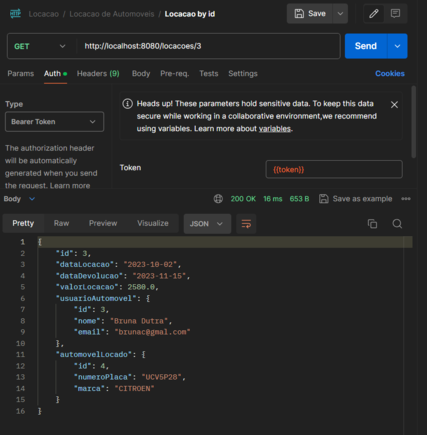 Locacao / Locacao de Automoveis / Locacao by id
Save
GET http://localhost:8080/locacoes/3 Send
Params Auth Headers (9) Body Pre-req. Tests Settings Cookies
Type
Bearer Token
The authorization header
will be automatically
generated when you send
the request. Learn more
Heads up! These parameters hold sensitive data. To keep this data
secure while working in a collaborative environment,we recommend
using variables. Learn more about variables.
Token {{token}}
Body 200 OK 16 ms 653 B Save as example
Pretty Raw Preview Visualize JSON
1 {
2 "id": 3,
3 "dataLocacao": "2023-10-02",
4 "dataDevolucao": "2023-11-15",
5 "valorLocacao": 2500.0,
6 "usuarioAutomovel": {
7 "id": 3,
8 "nome": "Bruna Dutra",
9 "email": "brunac@gmal.com"
10 },
11 "automovelLocado": {
12 "id": 4,
13 "numeroPlaca": "UCV5P28",
14 "marca": "CITROEN"
15 }
16 }